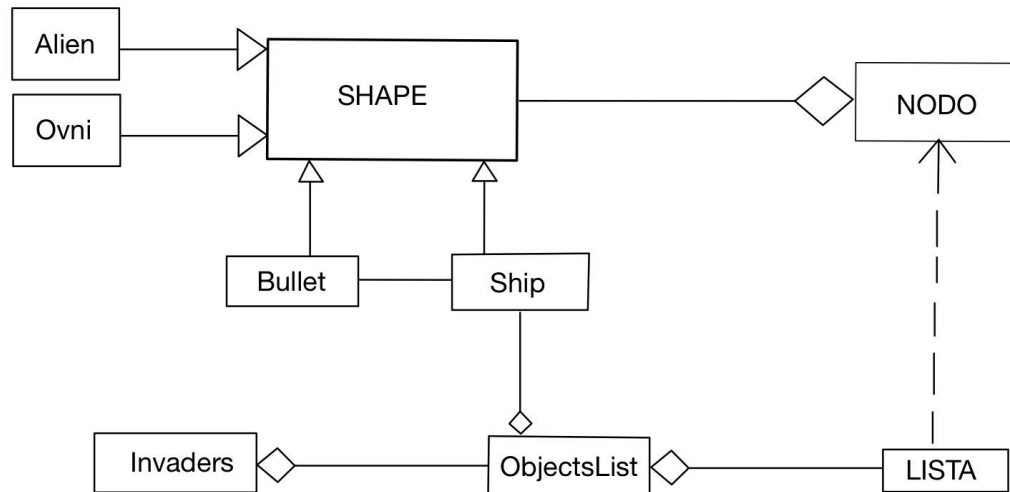 Alien
SHAPE
NODO
Ovni
Bullet
Ship
Invaders
ObjectsList
LISTA